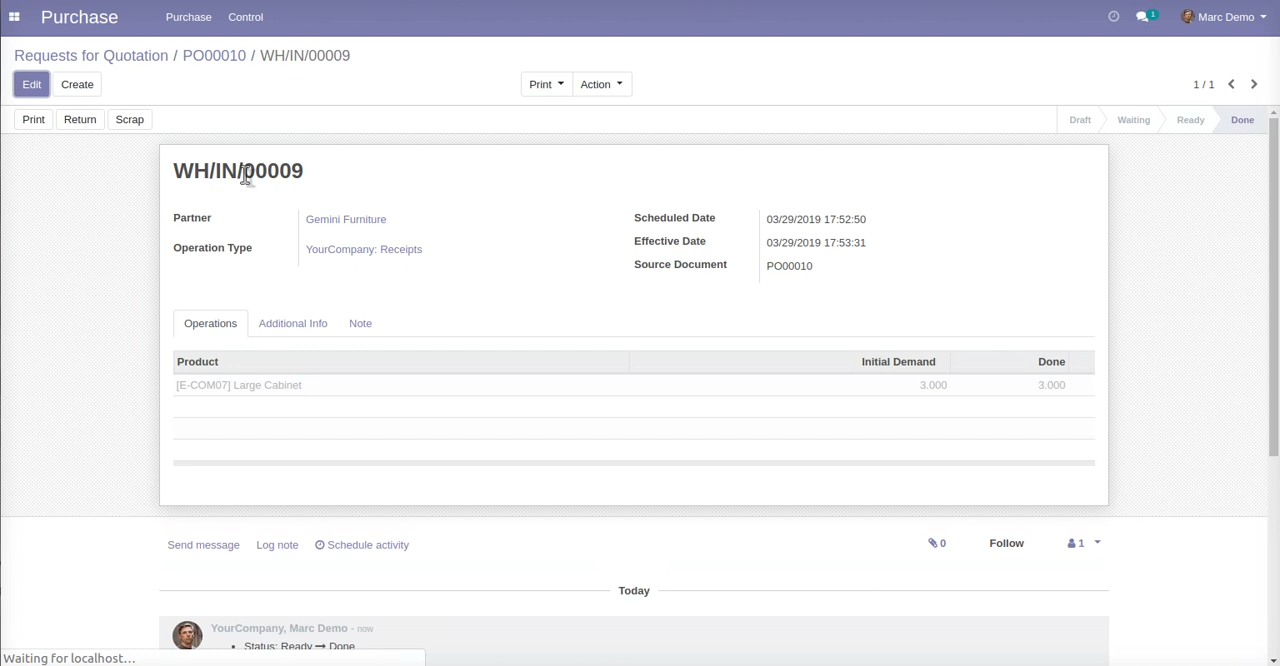 Purchase Purchase Control 1 Marc Demo
Requests for Quotation / PO00010 / WH/IN/00009
Edit Create Print Action 1 / 1
Print Return Scrap Draft Waiting Ready Done
WH/IN/00009
Partner Gemini Furniture Scheduled Date 03/29/2019 17:52:50
Operation Type YourCompany: Receipts Effective Date 03/29/2019 17:53:31
Source Document PO00010
Operations Additional Info Note
Product Initial Demand Done
[E-COM07] Large Cabinet 3.000 3.000
Send message Log note Schedule activity 0 Follow 1
Today
YourCompany, Marc Demo - now
• Status: Ready → Done
Waiting for localhost...